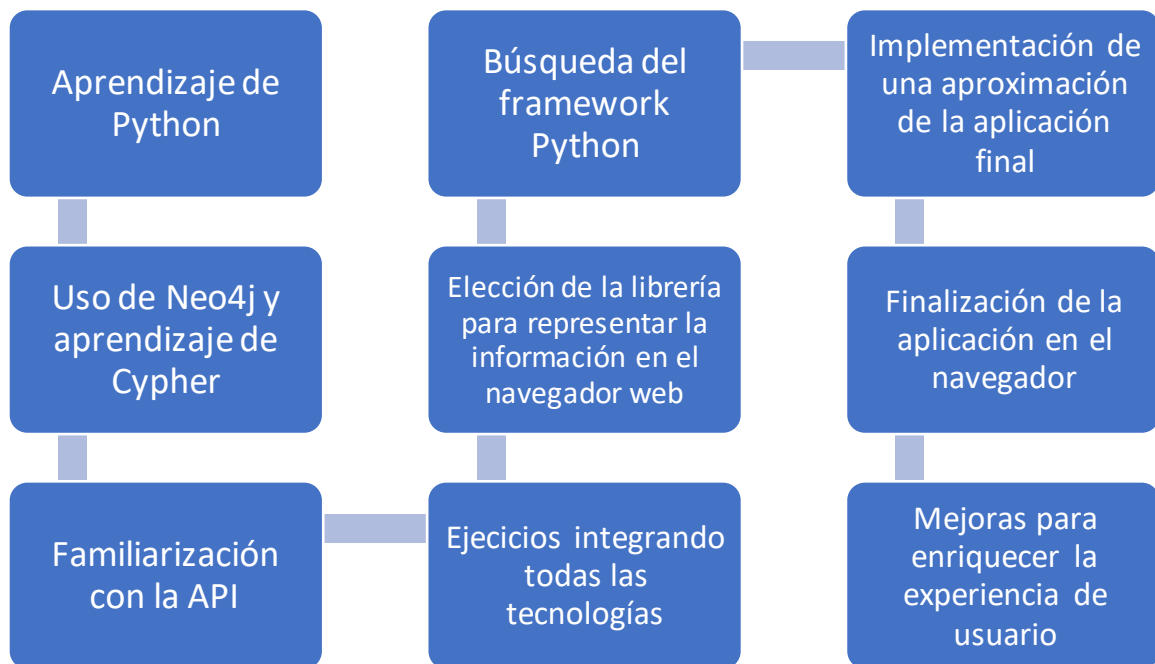 Aprendizaje de
Python
Uso de Neo4j y
aprendizaje de
Cypher
Familiarización
con la API
Ejecicios integrando
todas las
tecnologías
Elección de la librería
para representar la
información en el
navegador web
Búsqueda del
framework
Python
Implementación de
una aproximación
de la aplicación
final
Finalización de la
aplicación en el
navegador
Mejoras para
enriquecer la
experiencia de
usuario